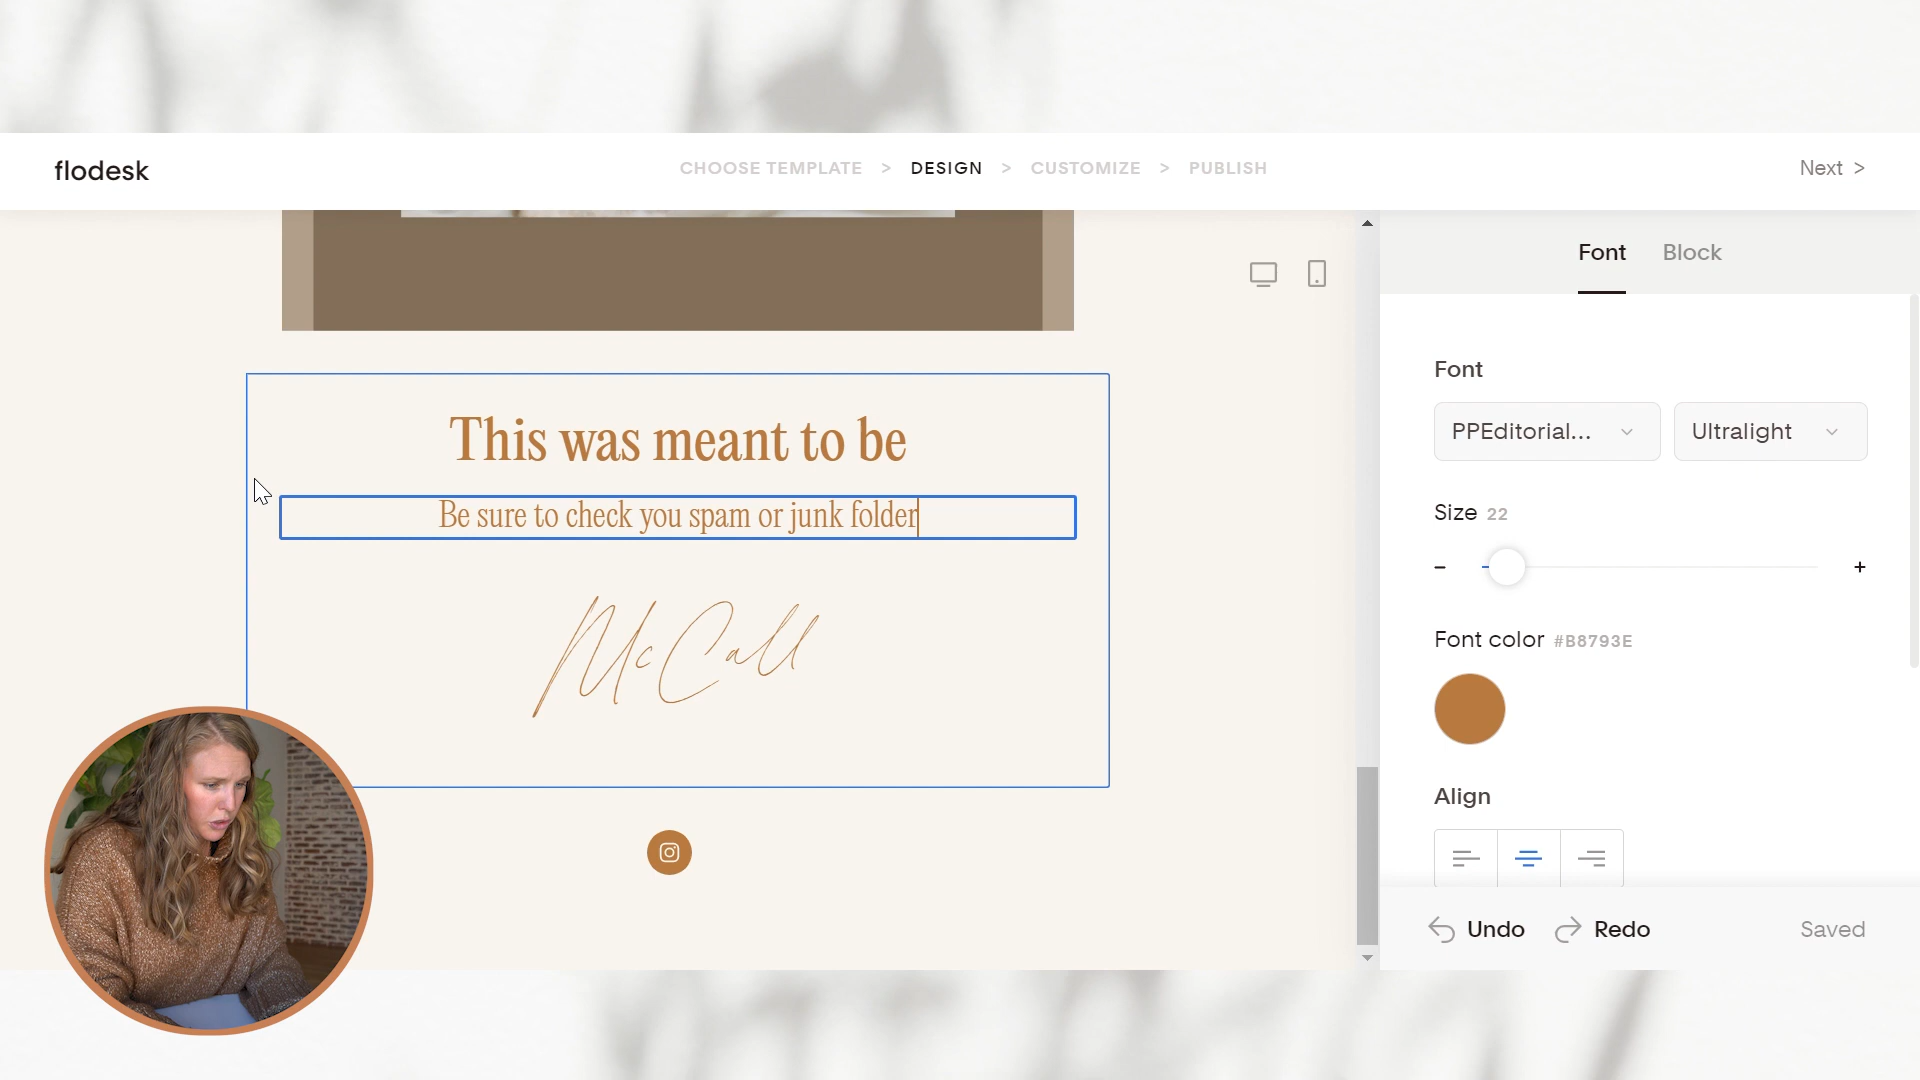 flodesk
CHOOSE TEMPLATE > DESIGN > CUSTOMIZE > PUBLISH
Next >
Font Block
Font
PPEditorial... Ultralight
Size 22
- +
Font color #B8793E
Align
Undo Redo Saved
This was meant to be
Be sure to check you spam or junk folder
McCall